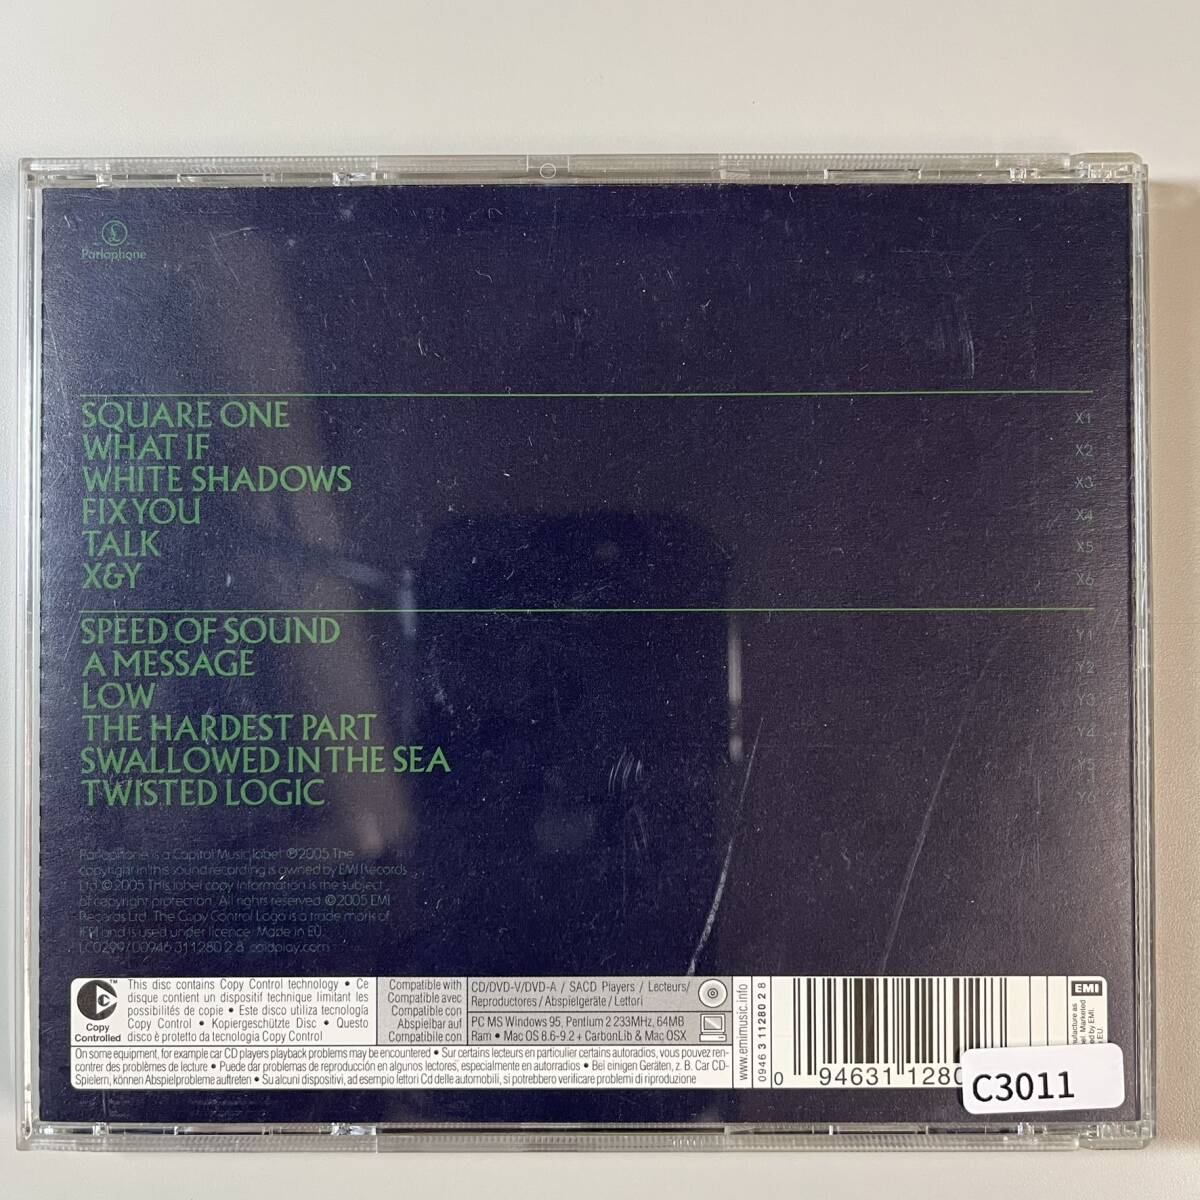 Parlophone
SQUARE ONE X1
WHAT IF X2
WHITE SHADOWS X3
FIX YOU X4
TALK X5
X&Y X6
SPEED OF SOUND Y1
A MESSAGE Y2
LOW Y3
THE HARDEST PART Y4
SWALLOWED IN THE SEA Y5
TWISTED LOGIC Y6
Parlophone is a Capitol Music label. ℗2005 The
copyright in this sound recording is owned by EMI Records
Ltd. ©2005 This label copy information is the subject
of copyright protection. All rights reserved. ©2005 EMI
Records Ltd. The Copy Control Logo is a trade mark of
IFPI and is used under licence. Made in EU.
LC0299/00946 311280 2 8 coldplay.com
Copy
Controlled
TM
This disc contains Copy Control technology • Ce
disque contient un dispositif technique limitant les
possibilités de copie • Este disco utiliza tecnología
Copy Control • Kopiergeschützte Disc • Questo
disco è protetto da tecnologia Copy Control
Compatible with
Compatible avec
Compatible con
Abspielbar auf
Compatibile con
CD/DVD-V/DVD-A / SACD Players / Lecteurs/
Reproductores / Abspielgeräte / Lettori
PC MS Windows 95, Pentium 2 233MHz, 64MB
Ram • Mac OS 8.6-9.2 + CarbonLib & Mac OSX
On some equipment, for example car CD players playback problems may be encountered • Sur certains lecteurs en particulier certains autoradios, vous pouvez ren-
contrer des problèmes de lecture • Puede dar problemas de reproducción en algunos lectores, especialmente en autorradios • Bei einigen Geräten, z. B. Car CD-
Spielern, können Abspielprobleme auftreten • Su alcuni dispositivi, ad esempio lettori Cd delle automobili, si potrebbero verificare problemi di riproduzione
www.emimusic.info
0946 3 11280 2 8
0 94631 1280
EMI
C3011